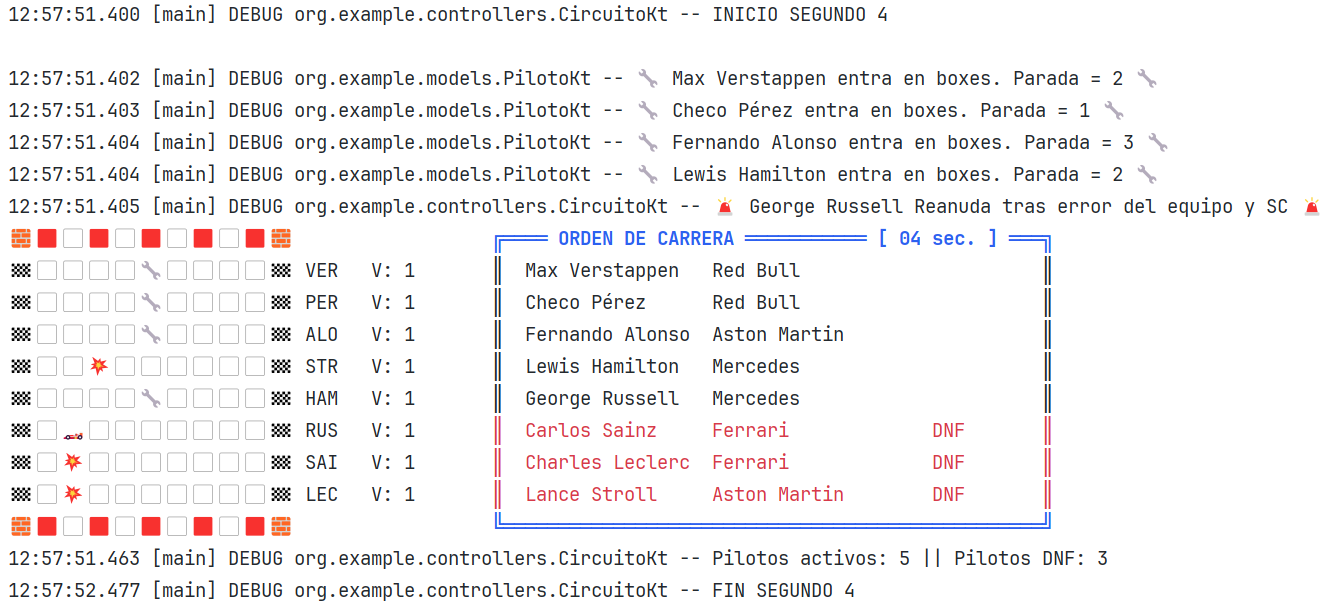 12:57:51.400 [main] DEBUG org.example.controllers.CircuitoKt -- INICIO SEGUNDO 4
12:57:51.402 [main] DEBUG org.example.models.PilotoKt -- 🔧 Max Verstappen entra en boxes. Parada = 2 🔧
12:57:51.403 [main] DEBUG org.example.models.PilotoKt -- 🔧 Checo Pérez entra en boxes. Parada = 1 🔧
12:57:51.404 [main] DEBUG org.example.models.PilotoKt -- 🔧 Fernando Alonso entra en boxes. Parada = 3 🔧
12:57:51.404 [main] DEBUG org.example.models.PilotoKt -- 🔧 Lewis Hamilton entra en boxes. Parada = 2 🔧
12:57:51.405 [main] DEBUG org.example.controllers.CircuitoKt -- 🚨 George Russell Reanuda tras error del equipo y SC 🚨
ORDEN DE CARRERA [ 04 sec. ]
VER V: 1 Max Verstappen Red Bull
PER V: 1 Checo Pérez Red Bull
ALO V: 1 Fernando Alonso Aston Martin
STR V: 1 Lewis Hamilton Mercedes
HAM V: 1 George Russell Mercedes
RUS V: 1 Carlos Sainz Ferrari DNF
SAI V: 1 Charles Leclerc Ferrari DNF
LEC V: 1 Lance Stroll Aston Martin DNF
12:57:51.463 [main] DEBUG org.example.controllers.CircuitoKt -- Pilotos activos: 5 || Pilotos DNF: 3
12:57:52.477 [main] DEBUG org.example.controllers.CircuitoKt -- FIN SEGUNDO 4